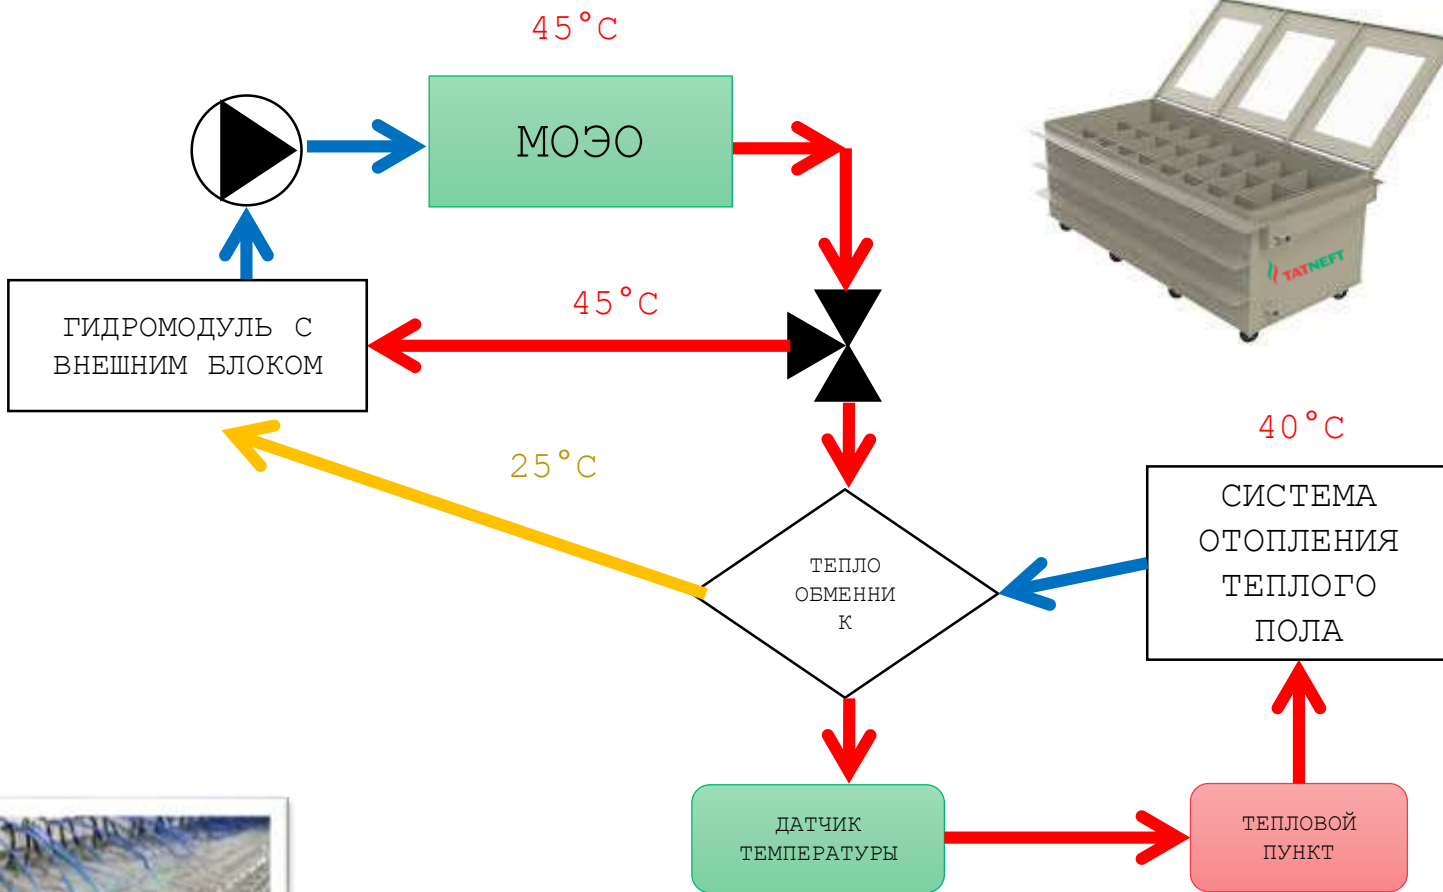 45°C
МОЭО
TATNEFT
45°C
ГИДРОМОДУЛЬ С
ВНЕШНИМ БЛОКОМ
40°C
25°C
СИСТЕМА
ОТОПЛЕНИЯ
ТЕПЛОГО
ПОЛА
ТЕПЛО
ОБМЕННИ
К
ДАТЧИК
ТЕМПЕРАТУРЫ
ТЕПЛОВОЙ
ПУНКТ